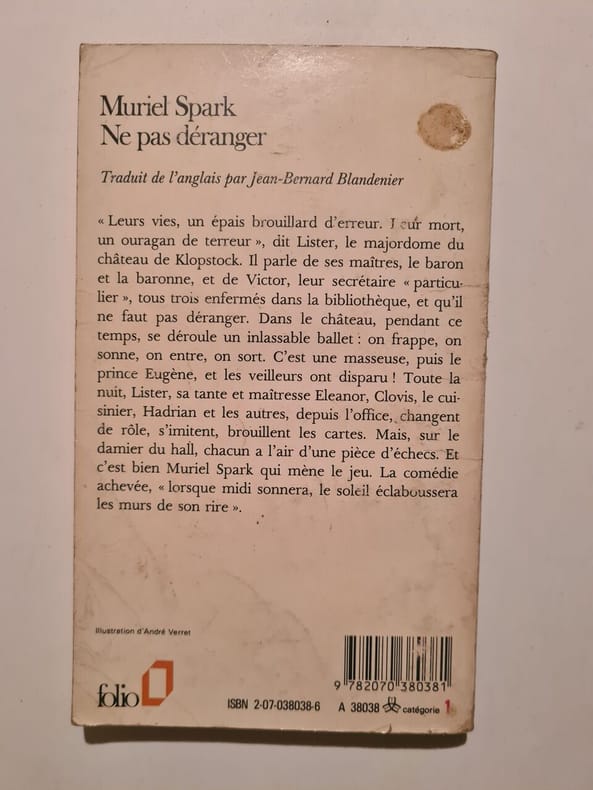 Muriel Spark
Ne pas déranger
Traduit de l'anglais par Jean-Bernard Blandenier
« Leurs vies, un épais brouillard d'erreur. Leur mort,
un ouragan de terreur », dit Lister, le majordome du
château de Klopstock. Il parle de ses maîtres, le baron
et la baronne, et de Victor, leur secrétaire « particu-
lier », tous trois enfermés dans la bibliothèque, et qu'il
ne faut pas déranger. Dans le château, pendant ce
temps, se déroule un inlassable ballet : on frappe, on
sonne, on entre, on sort. C'est une masseuse, puis le
prince Eugène, et les veilleurs ont disparu ! Toute la
nuit, Lister, sa tante et maîtresse Eleanor, Clovis, le cui-
sinier, Hadrian et les autres, depuis l'office, changent
de rôle, s'imitent, brouillent les cartes. Mais, sur le
damier du hall, chacun a l'air d'une pièce d'échecs. Et
c'est bien Muriel Spark qui mène le jeu. La comédie
achevée, « lorsque midi sonnera, le soleil éclaboussera
les murs de son rire ».
Illustration d'André Verret
9 782070 380381
folio
ISBN 2-07-038038-6 A 38038 catégorie 1